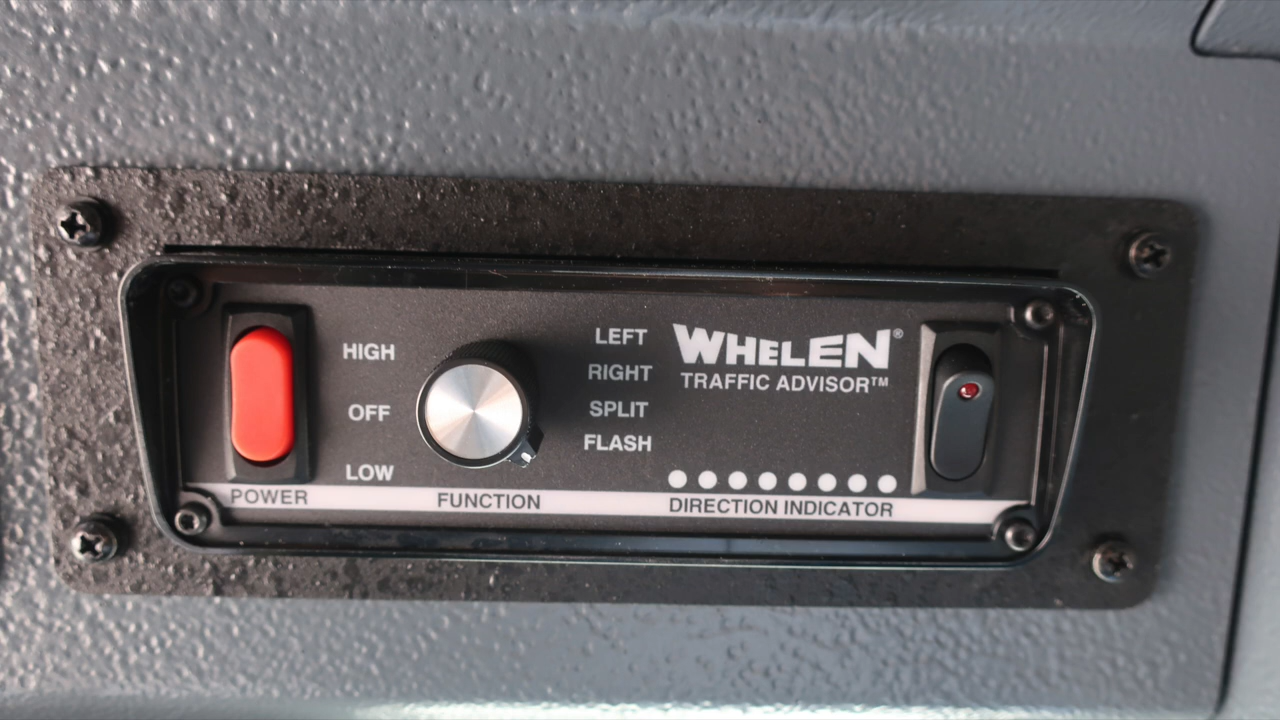 HIGH
OFF
LOW
POWER
FUNCTION
LEFT
RIGHT
SPLIT
FLASH
WHELEN®
TRAFFIC ADVISOR™
DIRECTION INDICATOR